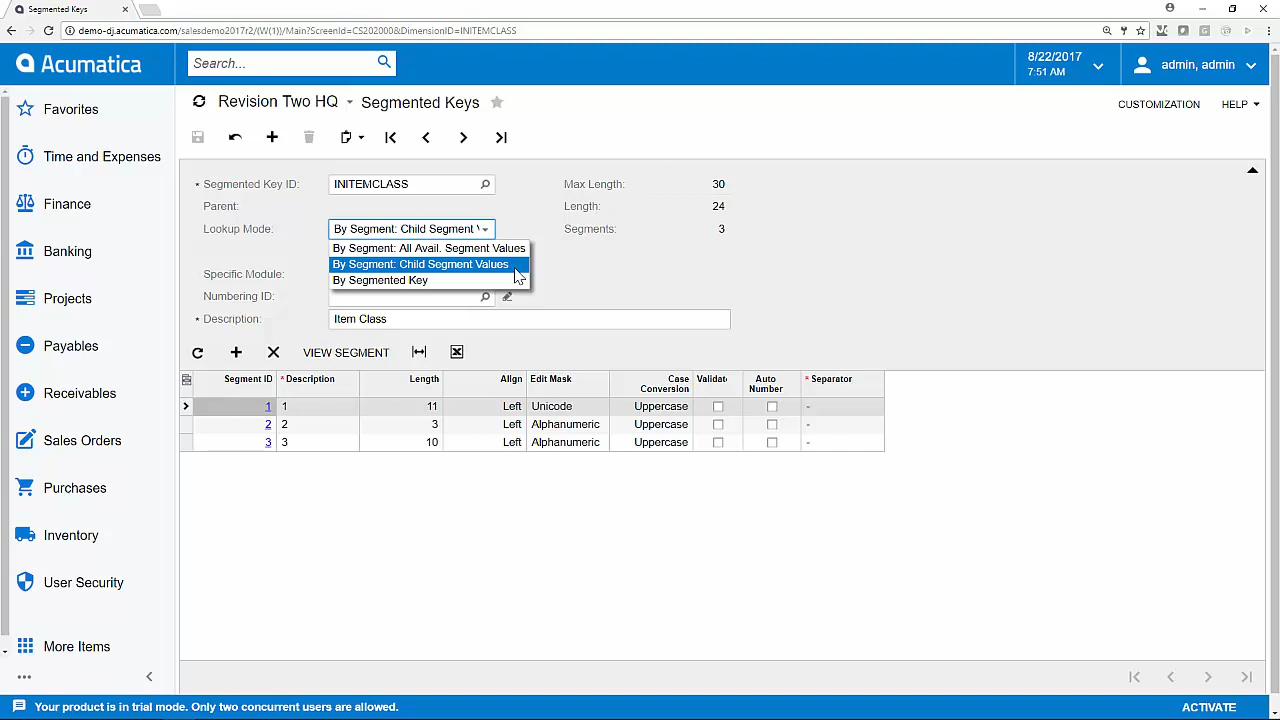 Segmented Keys
demo-dj.acumatica.com/salesdemo2017r2/(W(1))/Main?ScreenId=CS202000&DimensionID=INITEMCLASS
Acumatica
Search...
8/22/2017
7:51 AM
admin, admin
Favorites
Time and Expenses
Finance
Banking
Projects
Payables
Receivables
Sales Orders
Purchases
Inventory
User Security
More Items
Revision Two HQ Segmented Keys
CUSTOMIZATION HELP
* Segmented Key ID: INITEMCLASS
Parent:
Lookup Mode: By Segment: Child Segment
By Segment: All Avail. Segment Values
By Segment: Child Segment Values
By Segmented Key
Specific Module:
Numbering ID:
* Description: Item Class
Max Length: 30
Length: 24
Segments: 3
VIEW SEGMENT
Segment ID * Description Length Align Edit Mask Case Conversion Validat Auto Number * Separator
1 1 11 Left Unicode Uppercase -
2 2 3 Left Alphanumeric Uppercase -
3 3 10 Left Alphanumeric Uppercase -
Your product is in trial mode. Only two concurrent users are allowed.
ACTIVATE